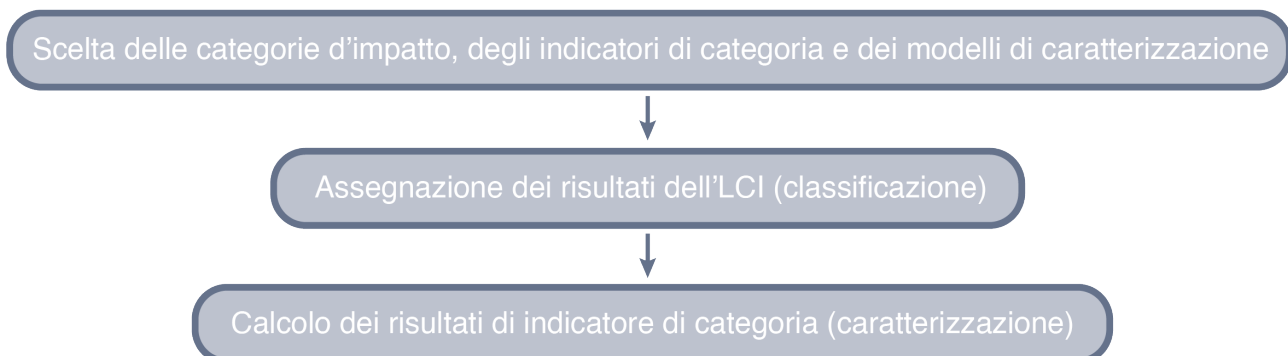 Scelta delle categorie d'impatto, degli indicatori di categoria e dei modelli di caratterizzazione
Assegnazione dei risultati dell'LCI (classificazione)
Calcolo dei risultati di indicatore di categoria (caratterizzazione)